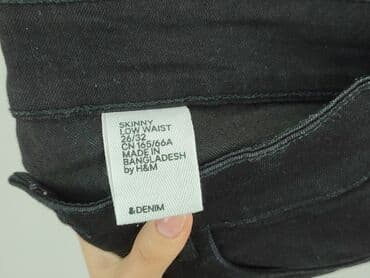 SKINNY
LOW WAIST
26/32
CN 165/66A
MADE IN
BANGLADESH
by H&M
&DENIM